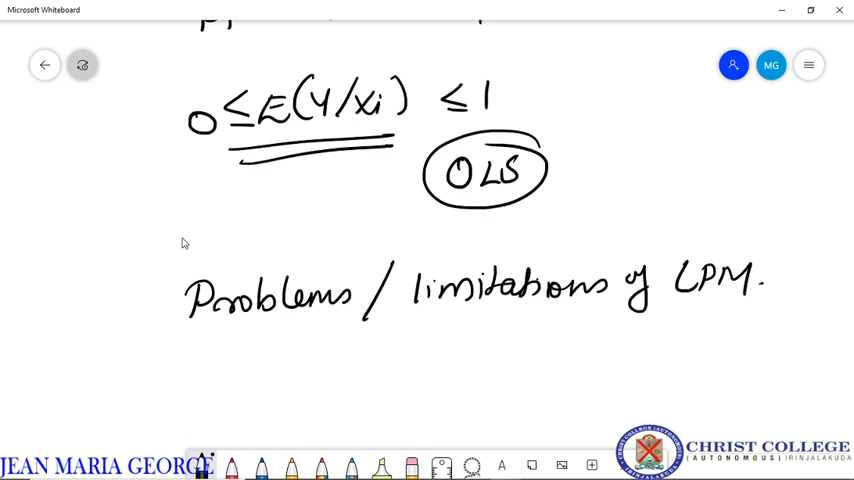 Microsoft Whiteboard
MG
0 ≤ E(Y/Xi) ≤ 1
OLS
Problems / limitations of LPM.
A
JEAN MARIA GEORGE
CHRIST COLLEGE
(AUTONOMOUS) IRINJALAKUDA